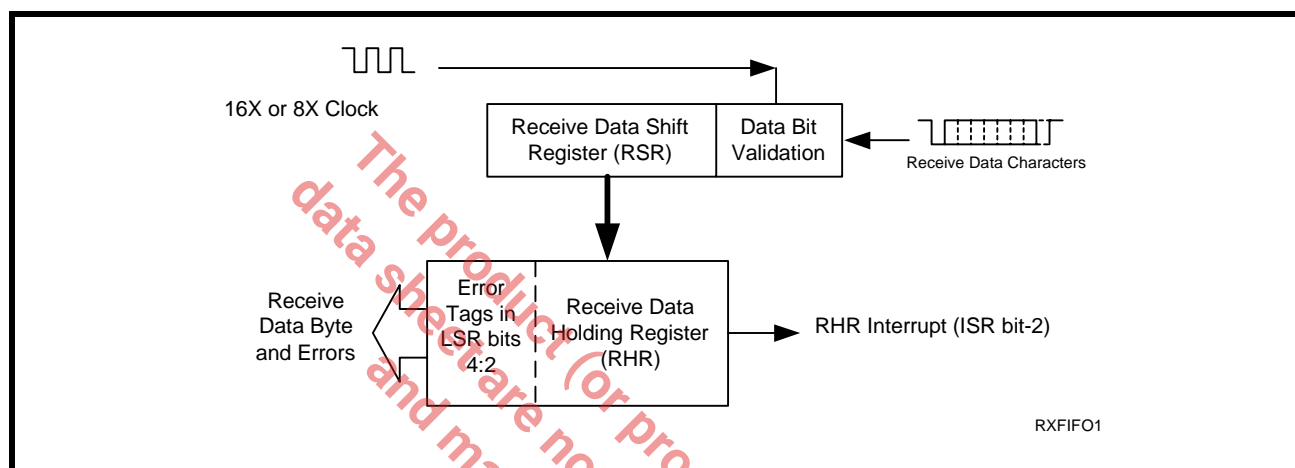 16X or 8X Clock
Receive Data Shift
Register (RSR)
Data Bit
Validation
Receive Data Characters
Receive
Data Byte
and Errors
Error
Tags in
LSR bits
4:2
Receive Data
Holding Register
(RHR)
RHR Interrupt (ISR bit-2)
RXFIFO1
The product (or pro
data sheet are no
and ma